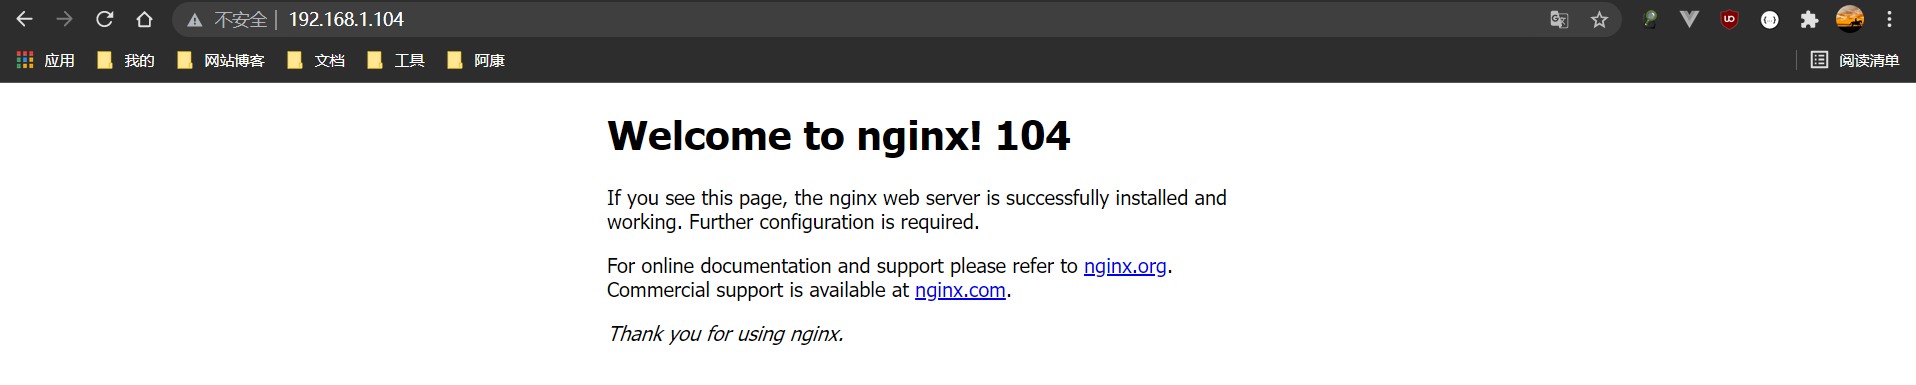 不安全 | 192.168.1.104
应用 我的 网站博客 文档 工具 阿康 阅读清单
Welcome to nginx! 104
If you see this page, the nginx web server is successfully installed and
working. Further configuration is required.
For online documentation and support please refer to nginx.org.
Commercial support is available at nginx.com.
Thank you for using nginx.